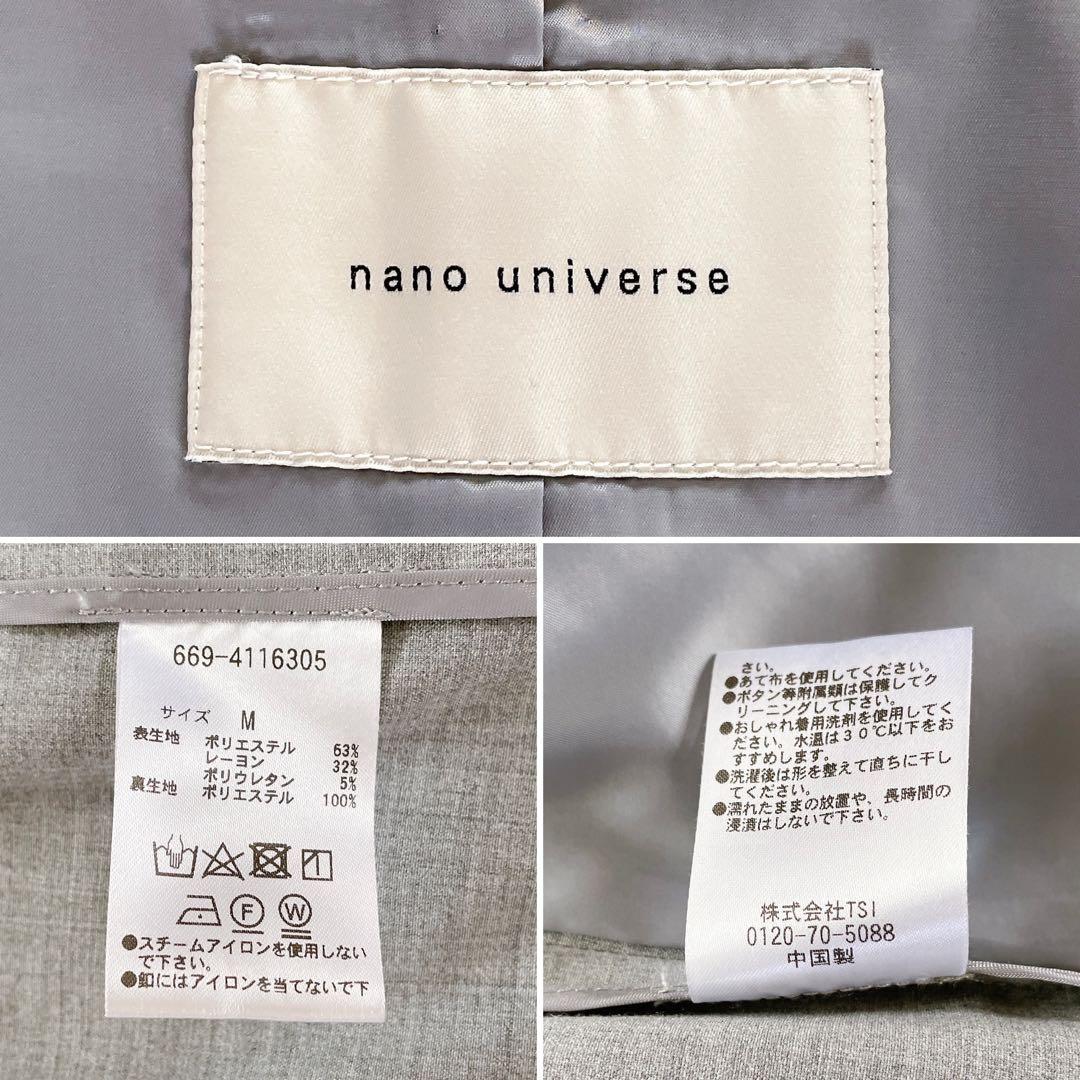 nano universe
669-4116305
サイズ M
表生地 ポリエステル 63%
レーヨン 32%
ポリウレタン 5%
裏生地 ポリエステル 100%
F W
●スチームアイロンを使用しない
で下さい。
●釦にはアイロンを当てないで下
さい。
●あて布を使用してください。
●ボタン等附属類は保護してク
リーニングして下さい。
●おしゃれ着用洗剤を使用してく
ださい。水温は30℃以下をお
すすめします。
●洗濯後は形を整えて直ちに干し
てください。
●濡れたままの放置や、長時間の
浸漬はしないで下さい。
株式会社TSI
0120-70-5088
中国製